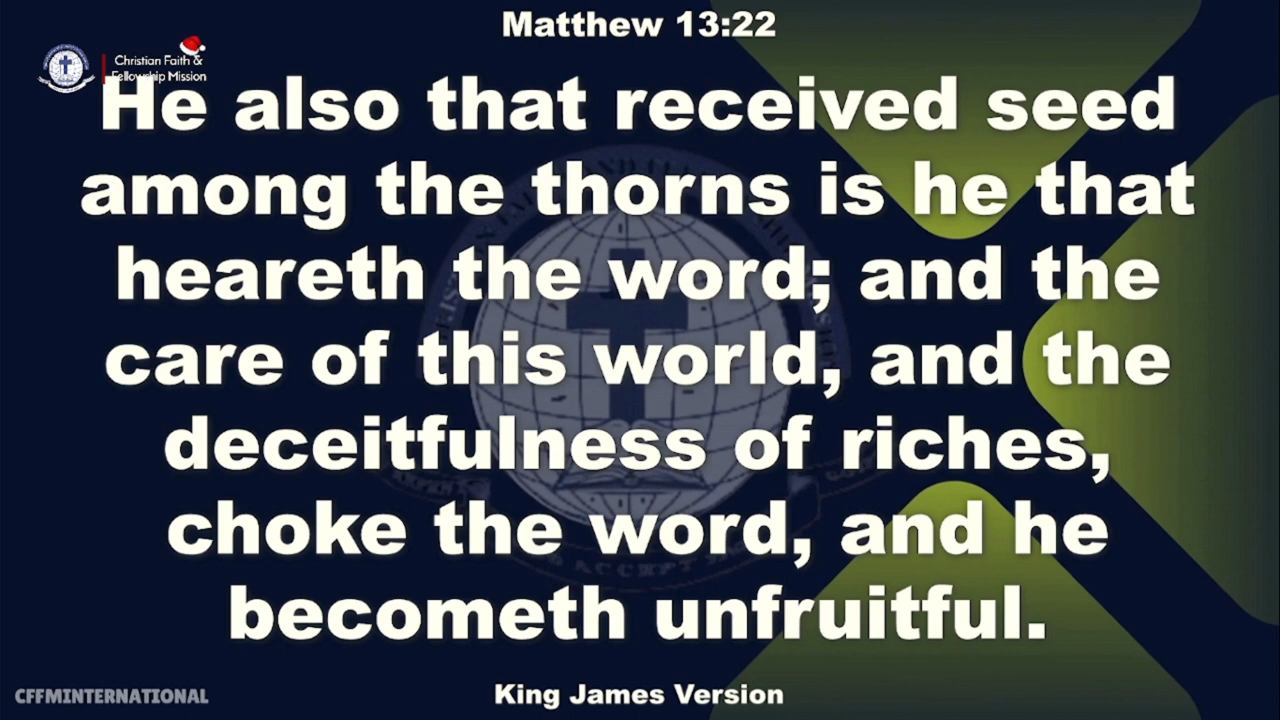 Matthew 13:22
Christian Faith &
Fellowship Mission
He also that received seed
among the thorns is he that
heareth the word; and the
care of this world, and the
deceitfulness of riches,
choke the word, and he
becometh unfruitful.
CFFMINTERNATIONAL
King James Version